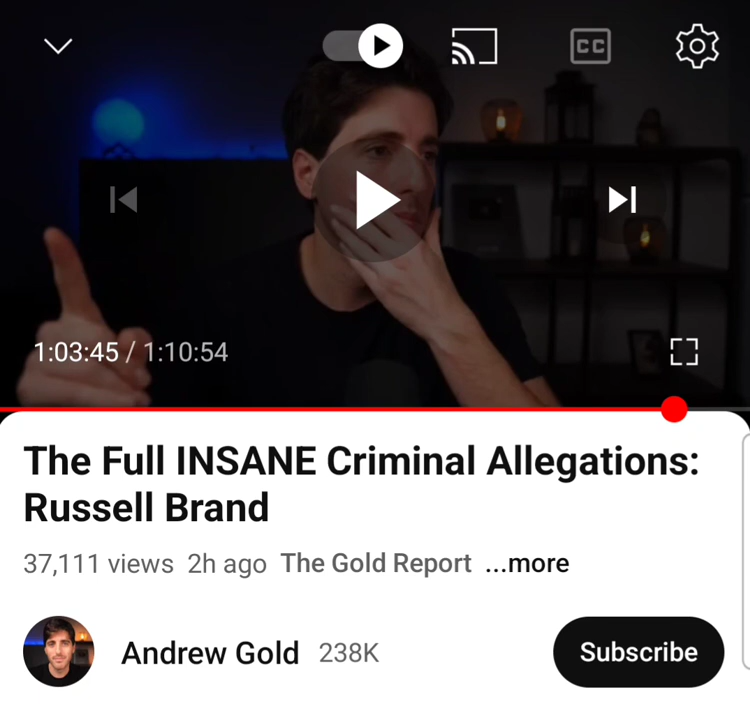 CC
1:03:45 / 1:10:54
The Full INSANE Criminal Allegations:
Russell Brand
37,111 views 2h ago The Gold Report ...more
Andrew Gold 238K Subscribe